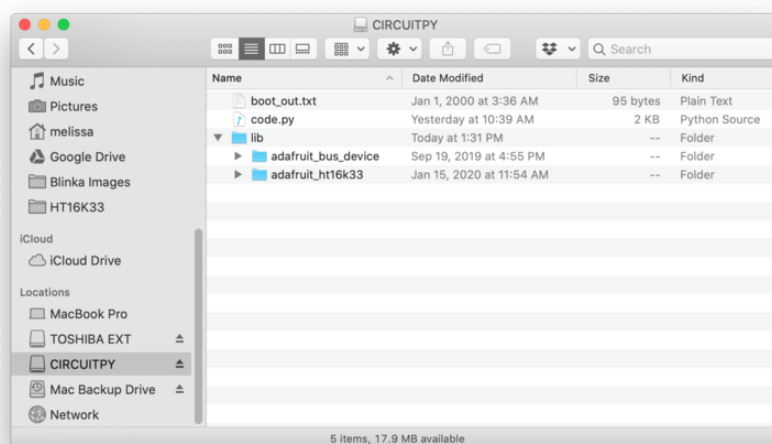 CIRCUITPY
Search
Music
Pictures
melissa
Google Drive
Blinka Images
HT16K33
iCloud
iCloud Drive
Locations
MacBook Pro
TOSHIBA EXT
CIRCUITPY
Mac Backup Drive
Network
Name Date Modified Size Kind
boot_out.txt Jan 1, 2000 at 3:36 AM 95 bytes Plain Text
code.py Yesterday at 10:39 AM 2 KB Python Source
lib Today at 1:31 PM -- Folder
adafruit_bus_device Sep 19, 2019 at 4:55 PM -- Folder
adafruit_ht16k33 Jan 15, 2020 at 11:54 AM -- Folder
5 items, 17.9 MB available